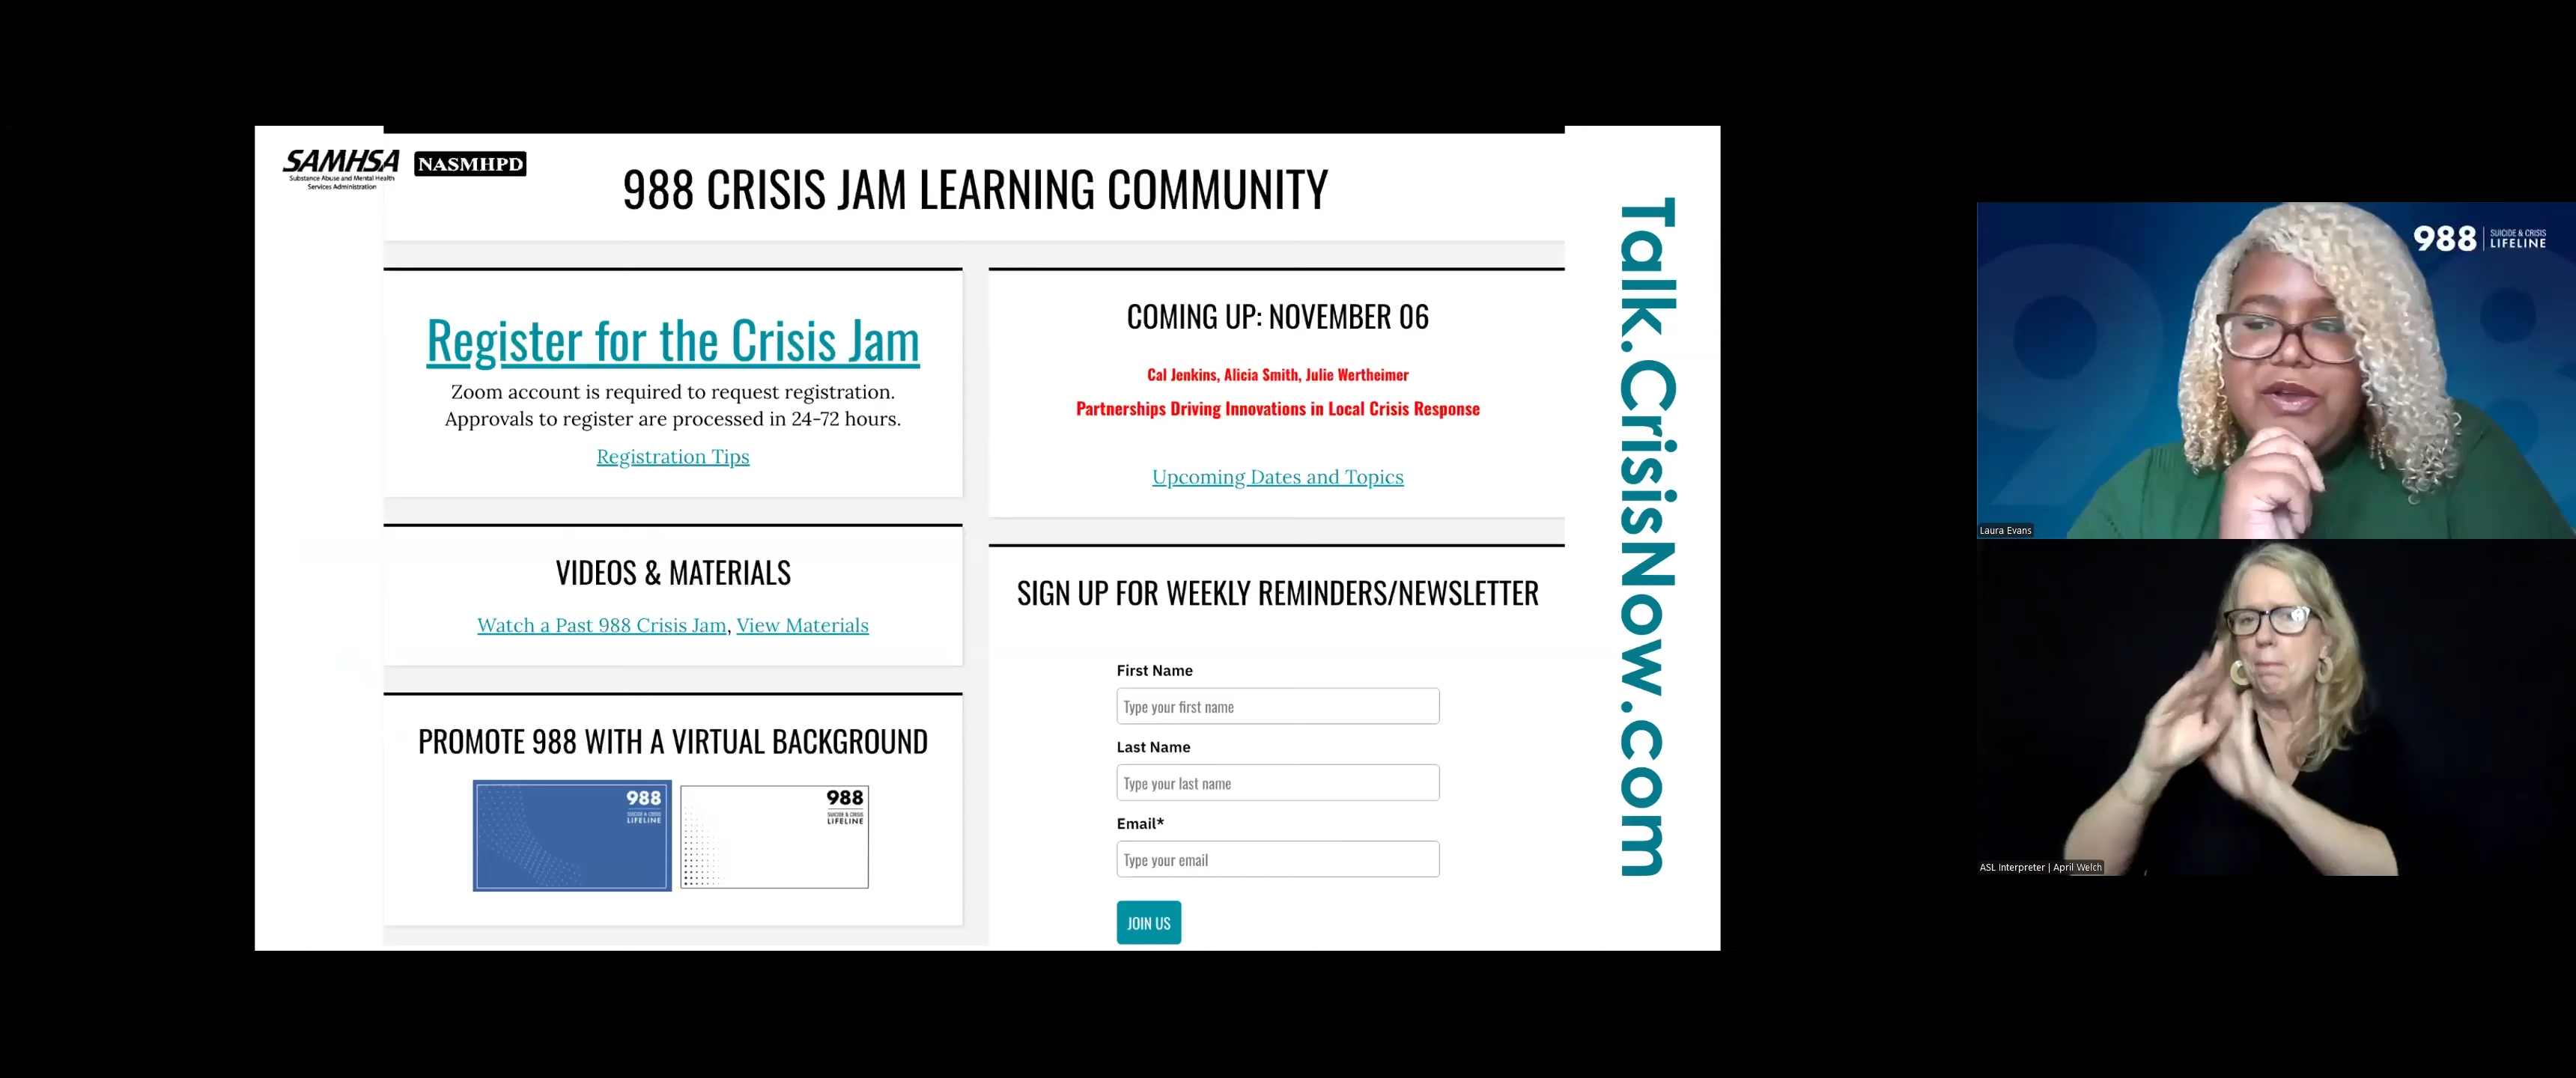 SAMHSA
Substance Abuse and Mental Health
Services Administration
NASMHPD
988 CRISIS JAM LEARNING COMMUNITY
Register for the Crisis Jam
Zoom account is required to request registration.
Approvals to register are processed in 24-72 hours.
Registration Tips
VIDEOS & MATERIALS
Watch a Past 988 Crisis Jam, View Materials
PROMOTE 988 WITH A VIRTUAL BACKGROUND
988
SUICIDE & CRISIS
LIFELINE
988
SUICIDE & CRISIS
LIFELINE
COMING UP: NOVEMBER 06
Cal Jenkins, Alicia Smith, Julie Wertheimer
Partnerships Driving Innovations in Local Crisis Response
Upcoming Dates and Topics
SIGN UP FOR WEEKLY REMINDERS/NEWSLETTER
First Name
Type your first name
Last Name
Type your last name
Email*
Type your email
JOIN US
Talk.CrisisNow.com
988
SUICIDE & CRISIS
LIFELINE
Laura Evans
ASL Interpreter | April Welch